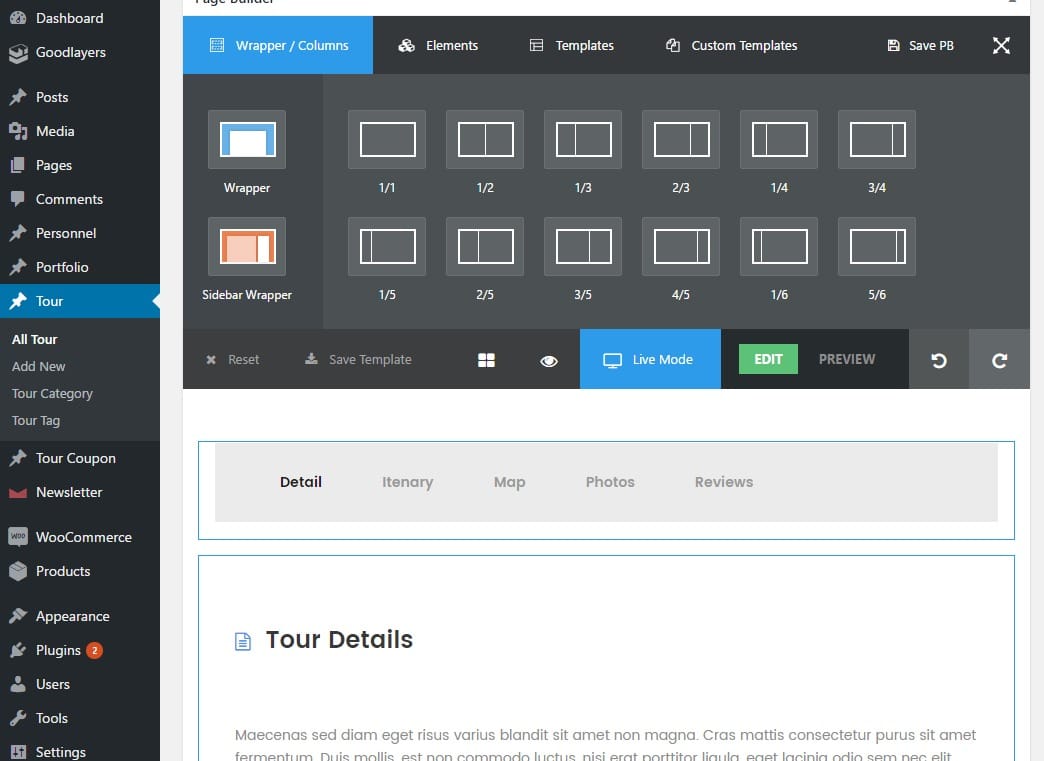 Dashboard
Goodlayers
Posts
Media
Pages
Comments
Personnel
Portfolio
Tour
All Tour
Add New
Tour Category
Tour Tag
Tour Coupon
Newsletter
WOO WooCommerce
Products
Appearance
Plugins 2
Users
Tools
Settings
Page Builder
Wrapper / Columns Elements Templates Custom Templates Save PB
Wrapper 1/1 1/2 1/3 2/3 1/4 3/4
Sidebar Wrapper 1/5 2/5 3/5 4/5 1/6 5/6
Reset Save Template Live Mode EDIT PREVIEW
Detail Itenary Map Photos Reviews
Tour Details
Maecenas sed diam eget risus varius blandit sit amet non magna. Cras mattis consectetur purus sit amet
fermentum. Duis mollis, est non commodo luctus, nisi erat porttitor ligula, eget lacinia odio sem nec elit.